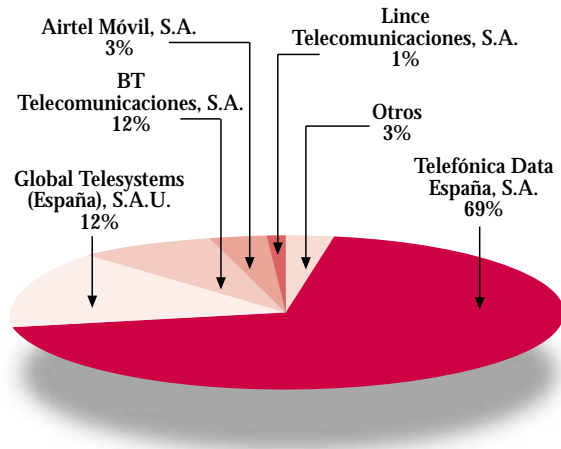 Airtel Móvil, S.A.
3%
Lince
Telecomunicaciones, S.A.
1%
BT
Telecomunicaciones, S.A.
12%
Otros
3%
Global Telesystems
(España), S.A.U.
12%
Telefónica Data
España, S.A.
69%